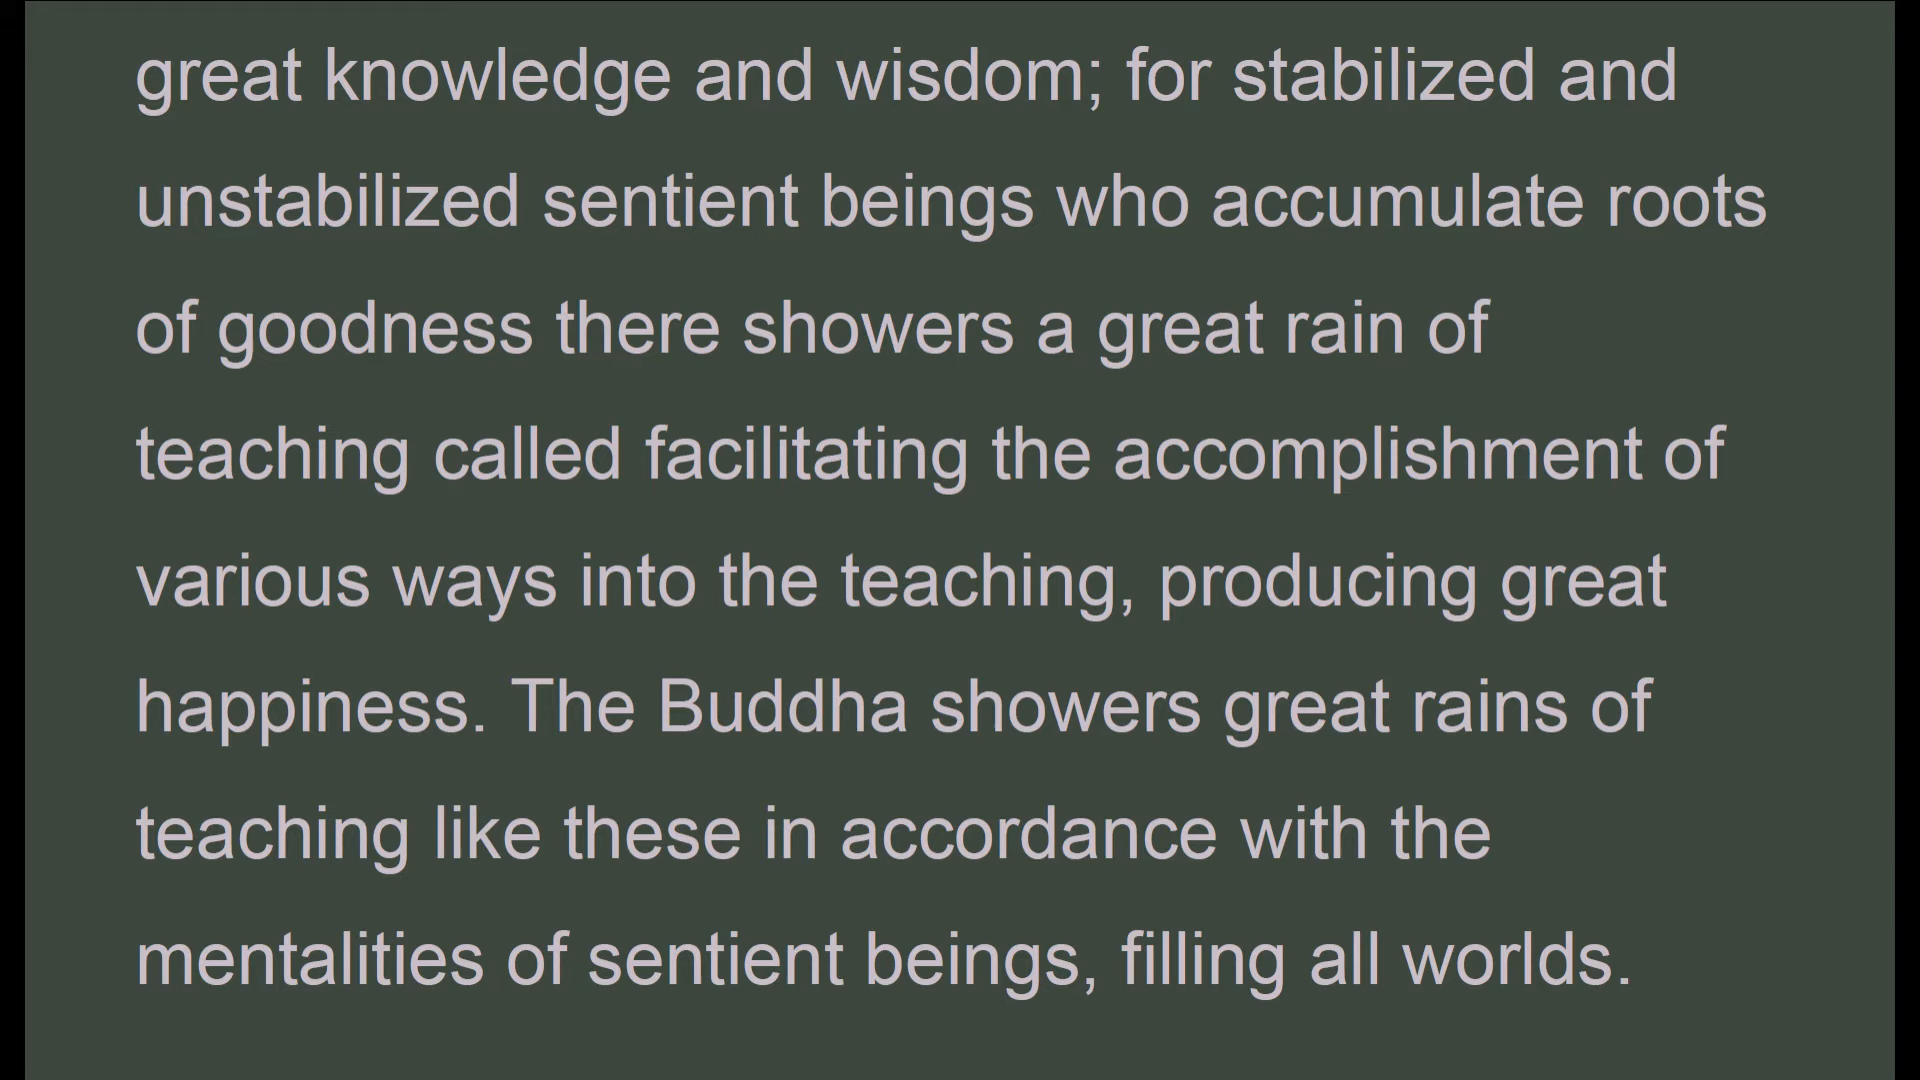 great knowledge and wisdom; for stabilized and
unstabilized sentient beings who accumulate roots
of goodness there showers a great rain of
teaching called facilitating the accomplishment of
various ways into the teaching, producing great
happiness. The Buddha showers great rains of
teaching like these in accordance with the
mentalities of sentient beings, filling all worlds.